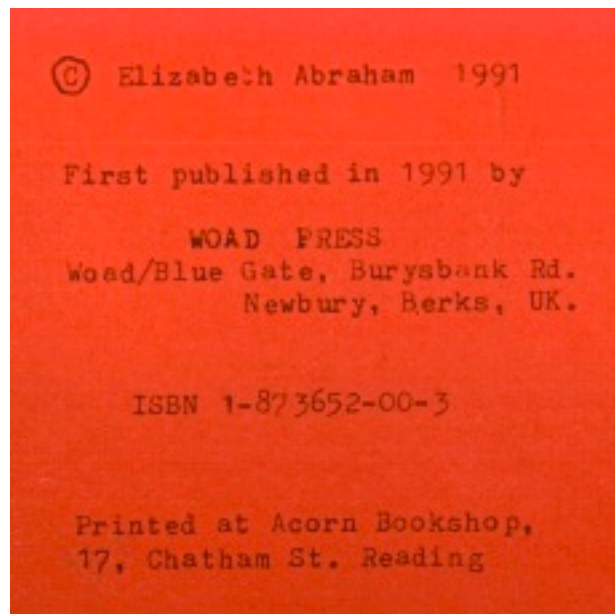 © Elizabeth Abraham 1991
First published in 1991 by
WOAD PRESS
Woad/Blue Gate, Burysbank Rd.
Newbury, Berks, UK.
ISBN 1-873652-00-3
Printed at Acorn Bookshop,
17, Chatham St. Reading